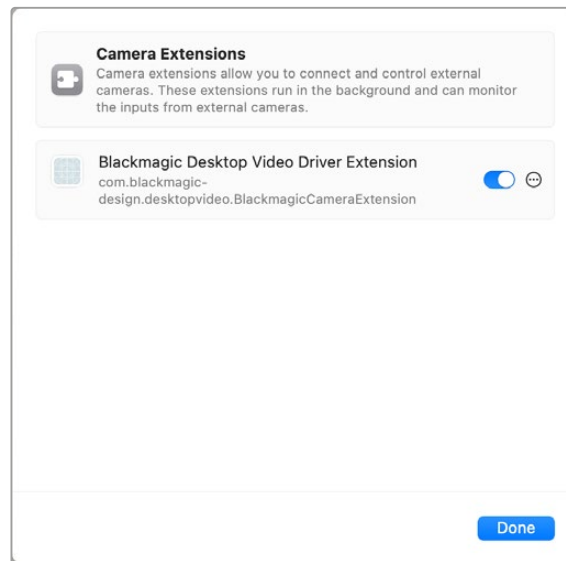 Camera Extensions
Camera extensions allow you to connect and control external
cameras. These extensions run in the background and can monitor
the inputs from external cameras.
Blackmagic Desktop Video Driver Extension
com.blackmagic-
design.desktopvideo.BlackmagicCameraExtension
Done